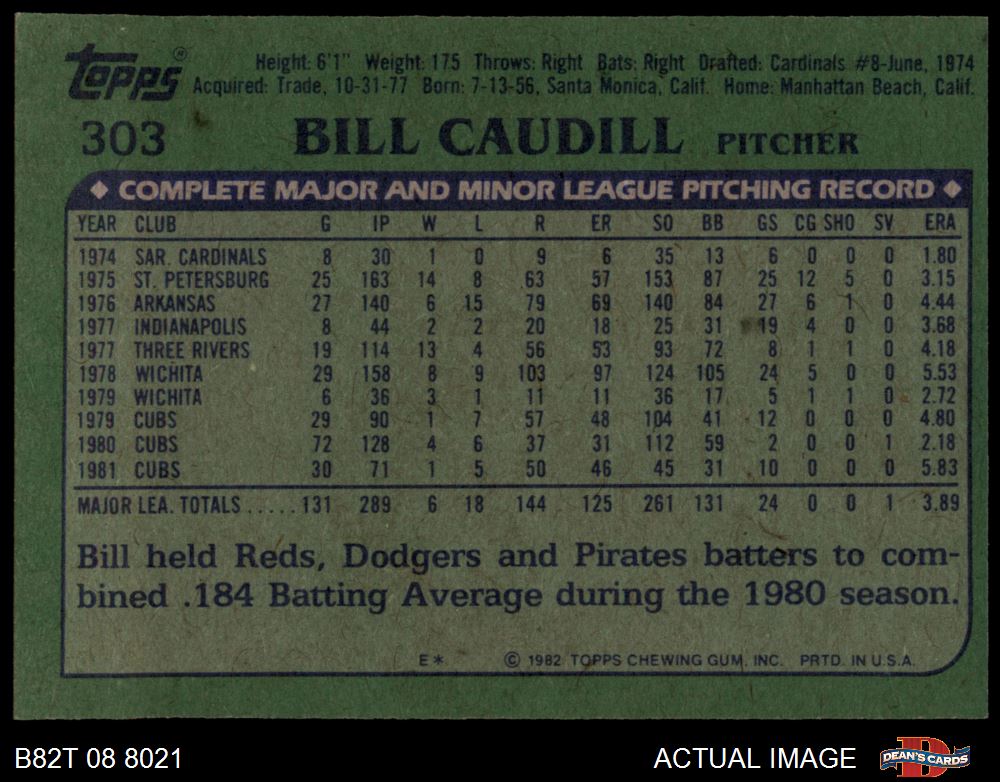 Topps®
Height: 6'1" Weight: 175 Throws: Right Bats: Right Drafted: Cardinals #8-June, 1974
Acquired: Trade, 10-31-77 Born: 7-13-56, Santa Monica, Calif. Home: Manhattan Beach, Calif.
303 BILL CAUDILL PITCHER
◆ COMPLETE MAJOR AND MINOR LEAGUE PITCHING RECORD ◆
YEAR CLUB G IP W L R ER SO BB GS CG SHO SV ERA
1974 SAR. CARDINALS 8 30 1 0 9 6 35 13 6 0 0 0 1.80
1975 ST. PETERSBURG 25 163 14 8 63 57 153 87 25 12 5 0 3.15
1976 ARKANSAS 27 140 6 15 79 69 140 84 27 6 1 0 4.44
1977 INDIANAPOLIS 8 44 2 2 20 18 25 31 19 4 0 0 3.68
1977 THREE RIVERS 19 114 13 4 56 53 93 72 8 1 1 0 4.18
1978 WICHITA 29 158 8 9 103 97 124 105 24 5 0 0 5.53
1979 WICHITA 6 36 3 1 11 11 36 17 5 1 1 0 2.72
1979 CUBS 29 90 1 7 57 48 104 41 12 0 0 0 4.80
1980 CUBS 72 128 4 6 37 31 112 59 2 0 0 1 2.18
1981 CUBS 30 71 1 5 50 46 45 31 10 0 0 0 5.83
MAJOR LEA. TOTALS ..... 131 289 6 18 144 125 261 131 24 0 0 1 3.89
Bill held Reds, Dodgers and Pirates batters to com-
bined .184 Batting Average during the 1980 season.
E* © 1982 TOPPS CHEWING GUM, INC. PRTD. IN U.S.A.
B82T 08 8021 ACTUAL IMAGE D DEAN'S CARDS